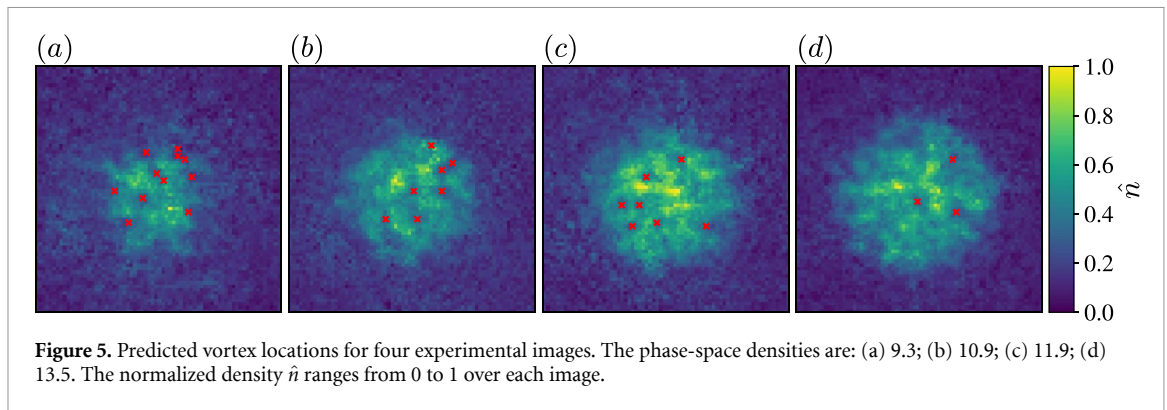 (a) (b) (c) (d)
1.0
0.8
0.6
0.4
0.2
0.0
n̂
Figure 5. Predicted vortex locations for four experimental images. The phase-space densities are: (a) 9.3; (b) 10.9; (c) 11.9; (d)
13.5. The normalized density n̂ ranges from 0 to 1 over each image.